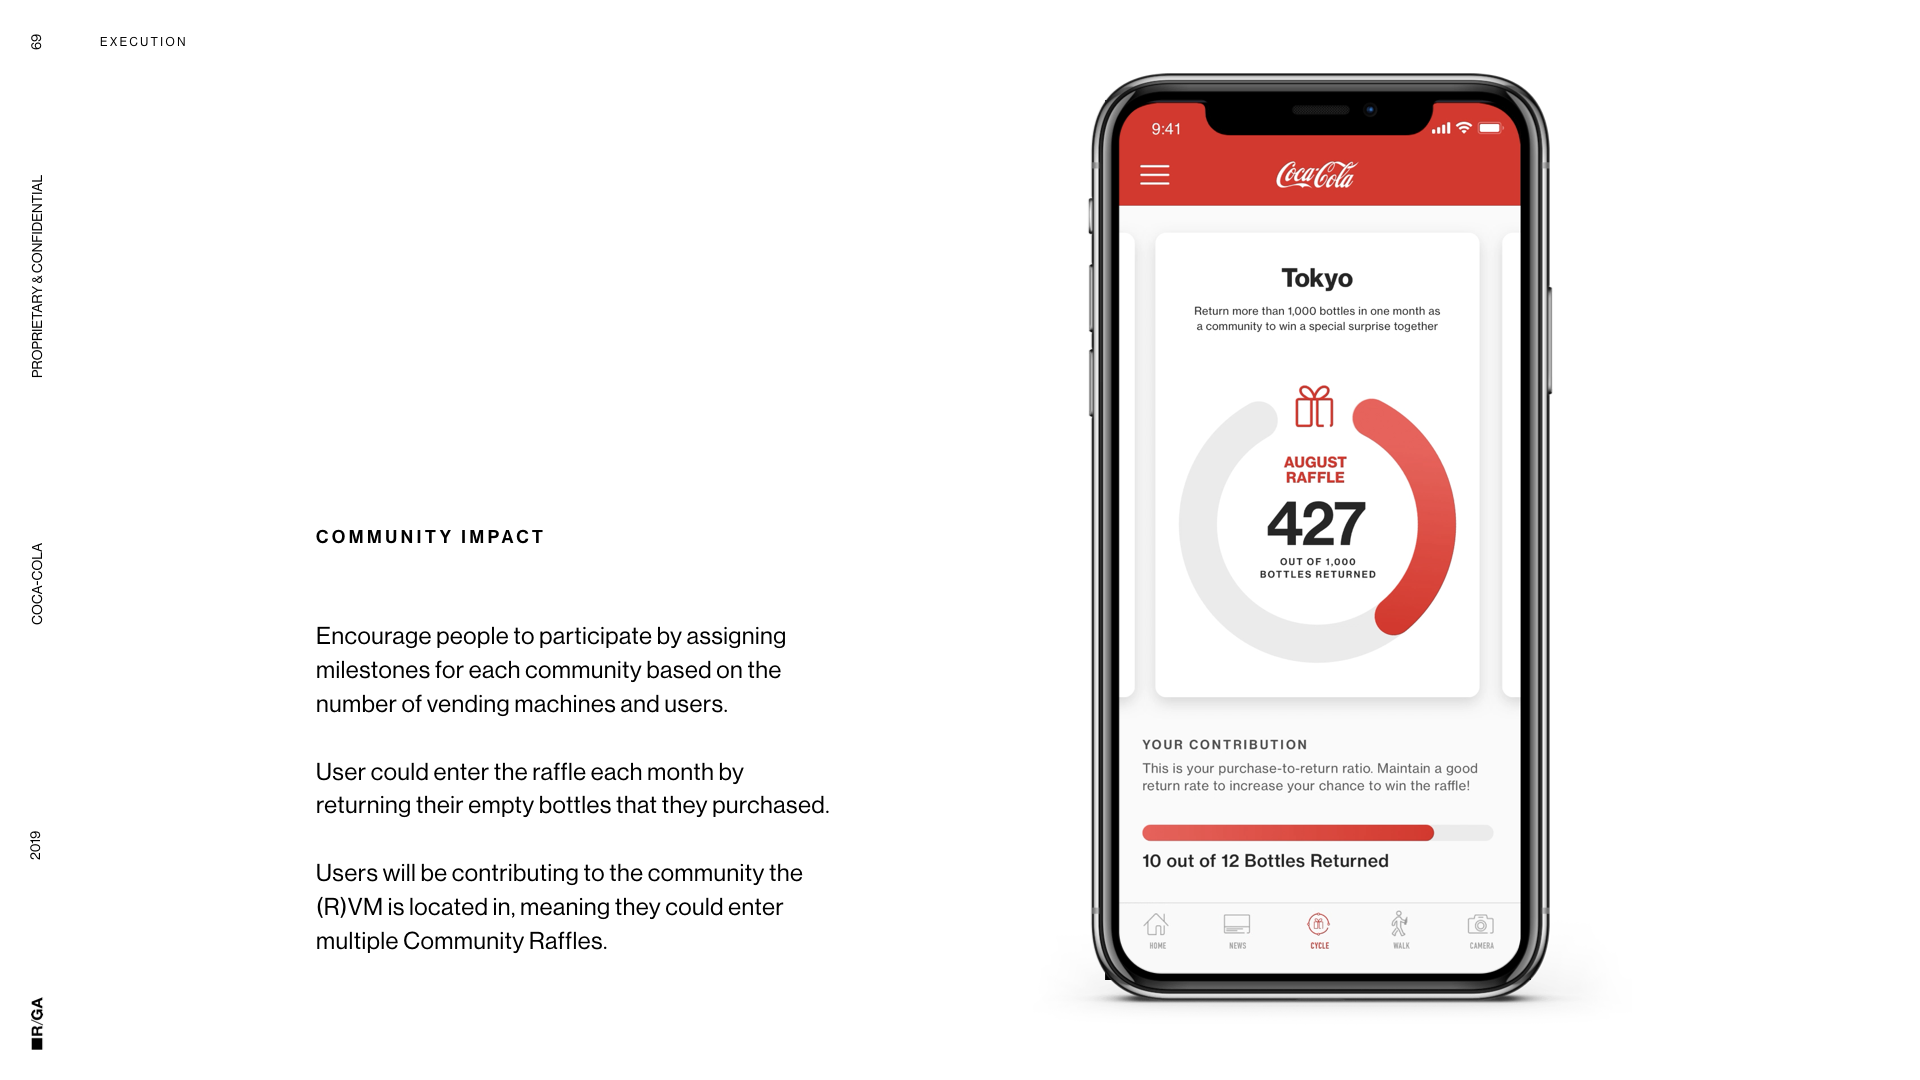 69
EXECUTION
PROPRIETARY & CONFIDENTIAL
COCA-COLA
2019
R/GA
COMMUNITY IMPACT
Encourage people to participate by assigning
milestones for each community based on the
number of vending machines and users.
User could enter the raffle each month by
returning their empty bottles that they purchased.
Users will be contributing to the community the
(R)VM is located in, meaning they could enter
multiple Community Raffles.
9:41
Coca-Cola
Tokyo
Return more than 1,000 bottles in one month as
a community to win a special surprise together
AUGUST
RAFFLE
427
OUT OF 1,000
BOTTLES RETURNED
YOUR CONTRIBUTION
This is your purchase-to-return ratio. Maintain a good
return rate to increase your chance to win the raffle!
10 out of 12 Bottles Returned
HOME
NEWS
CYCLE
WALK
CAMERA